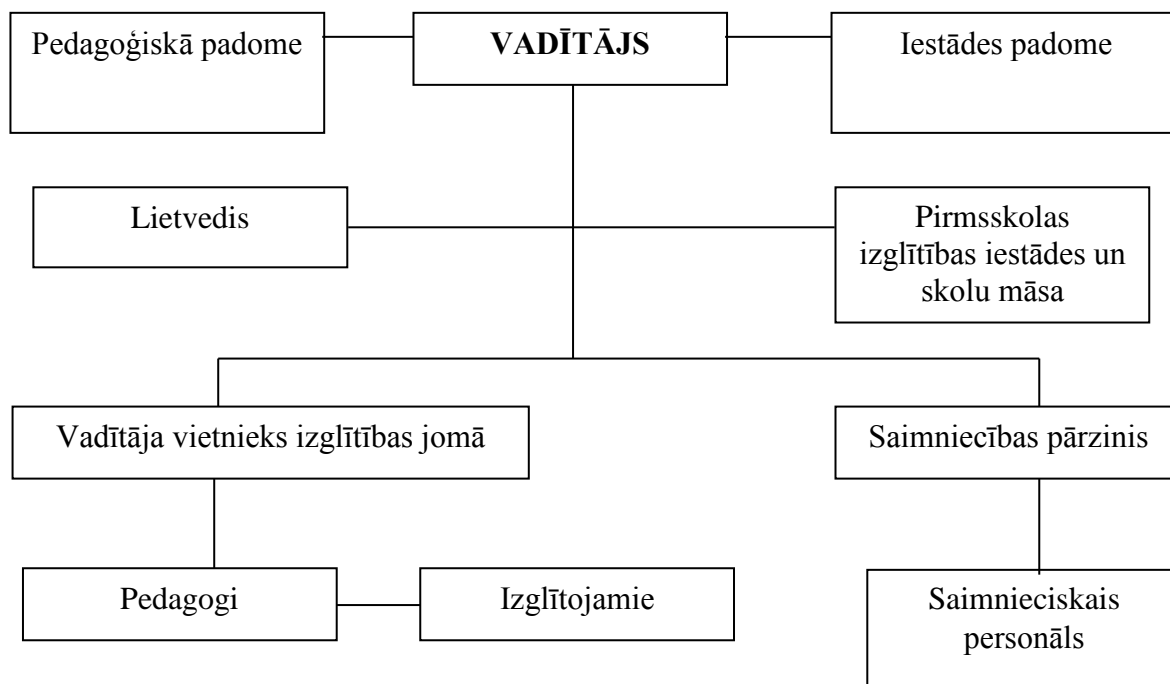 Pedagoģiskā padome
VADĪTĀJS
Iestādes padome
Lietvedis
Pirmsskolas
izglītības iestādes un
skolu māsa
Vadītāja vietnieks izglītības jomā
Saimniecības pārzinis
Pedagogi
Izglītojamie
Saimnieciskais
personāls